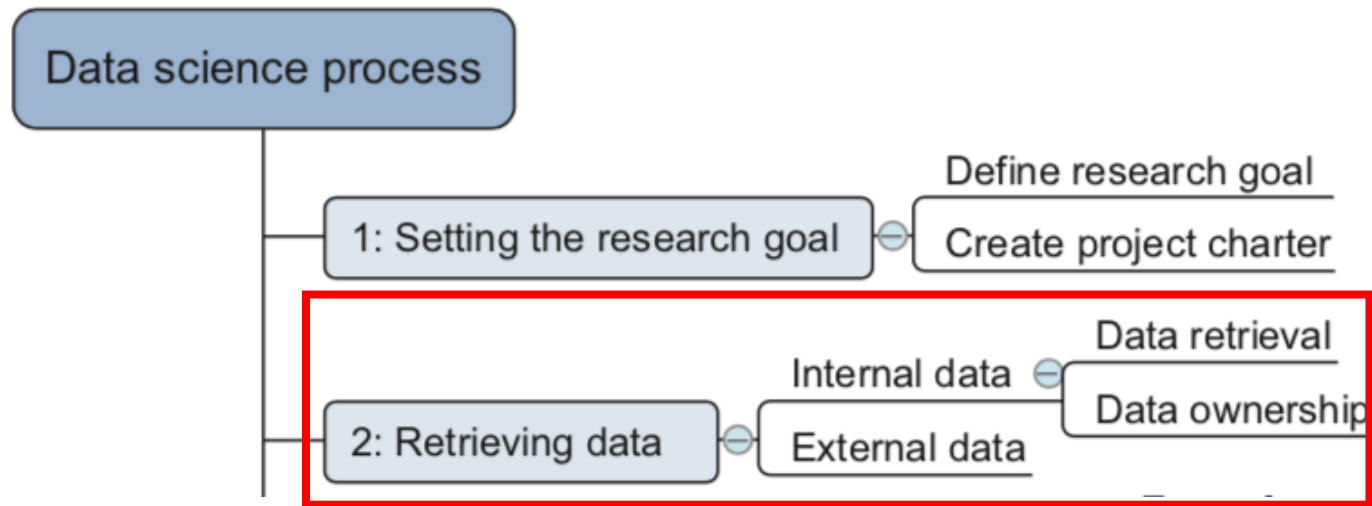 Data science process
1: Setting the research goal
Define research goal
Create project charter
2: Retrieving data
Internal data
Data retrieval
Data ownership
External data